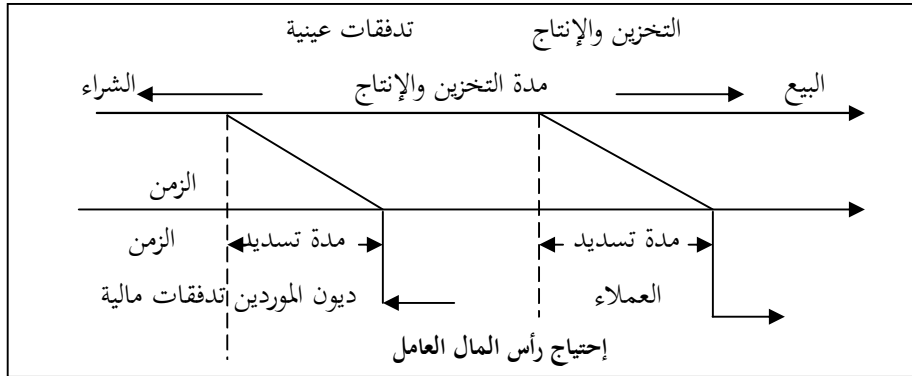 التخزين والإنتاج تدفقات عينية
البيع مدة التخزين والإنتاج الشراء
الزمن
مدة تسديد مدة تسديد الزمن
العملاء ديون الموردين تدفقات مالية
إحتياج رأس المال العامل